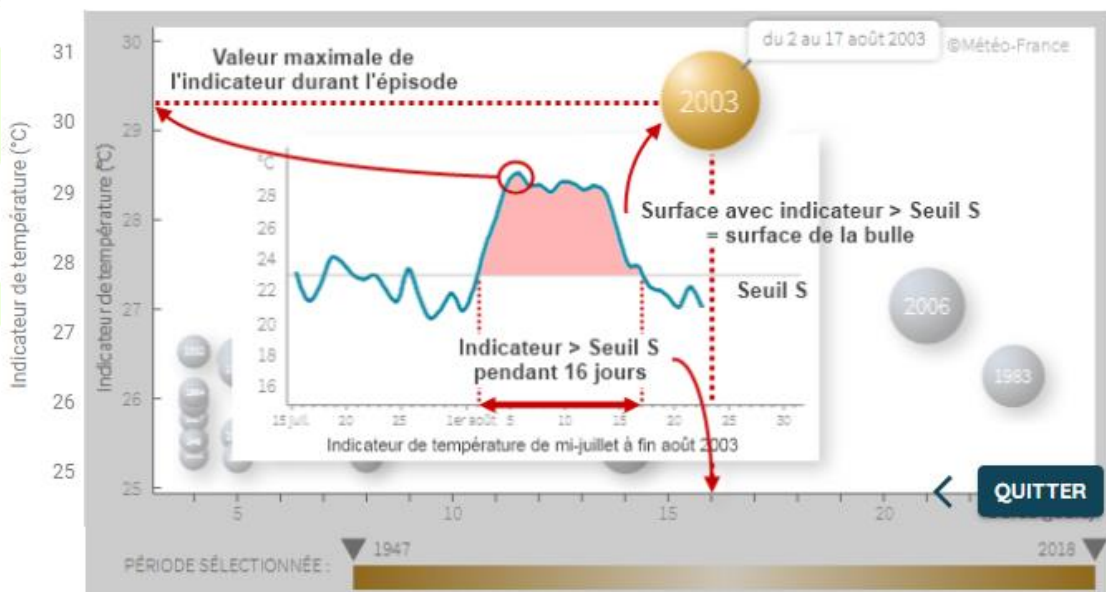 du 2 au 17 août 2003
©Météo-France
Valeur maximale de
l'indicateur durant l'épisode
2003
Indicateur de température (°C)
31
30
29
28
27
26
25
Indicateur de température (°C)
30
29
28
27
26
25
°C
28
26
24
22
20
18
16
Surface avec indicateur > Seuil S
= surface de la bulle
Seuil S
2006
1983
Indicateur > Seuil S
pendant 16 jours
15 juil. 20 25 1er août 5 10 15 20 25 30
Indicateur de température de mi-juillet à fin août 2003
QUITTER
5 10 15 20
PÉRIODE SÉLECTIONNÉE :
1947
2018